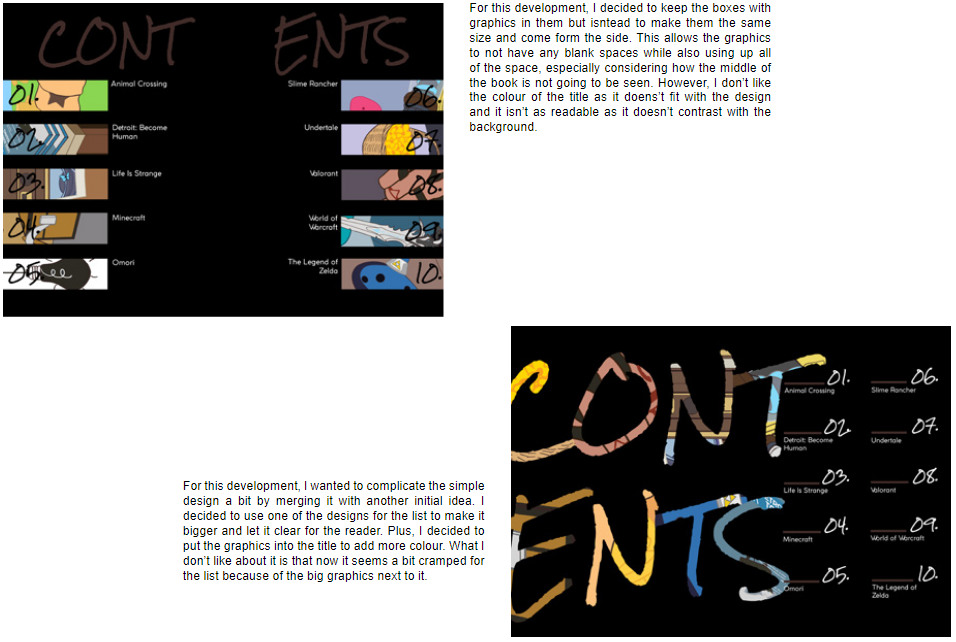 CONT ENTS
01.
Animal Crossing
02.
Detroit: Become
Human
03.
Life Is Strange
04.
Minecraft
05.
Omori
Slime Rancher
06.
Undertale
07.
Valorant
08.
World of
Warcraft
09.
The Legend of
Zelda
10.
For this development, I decided to keep the boxes with
graphics in them but isntead to make them the same
size and come form the side. This allows the graphics
to not have any blank spaces while also using up all
of the space, especially considering how the middle of
the book is not going to be seen. However, I don't like
the colour of the title as it doens't fit with the design
and it isn't as readable as it doesn't contrast with the
background.
For this development, I wanted to complicate the simple
design a bit by merging it with another initial idea. I
decided to use one of the designs for the list to make it
bigger and let it clear for the reader. Plus, I decided to
put the graphics into the title to add more colour. What I
don't like about it is that now it seems a bit cramped for
the list because of the big graphics next to it.
CONT
ENTS
01.
Animal Crossing
02.
Detroit: Become
Human
03.
Life Is Strange
04.
Minecraft
05.
Omori
06.
Slime Rancher
07.
Undertale
08.
Valorant
09.
World of Warcraft
10.
The Legend of
Zelda